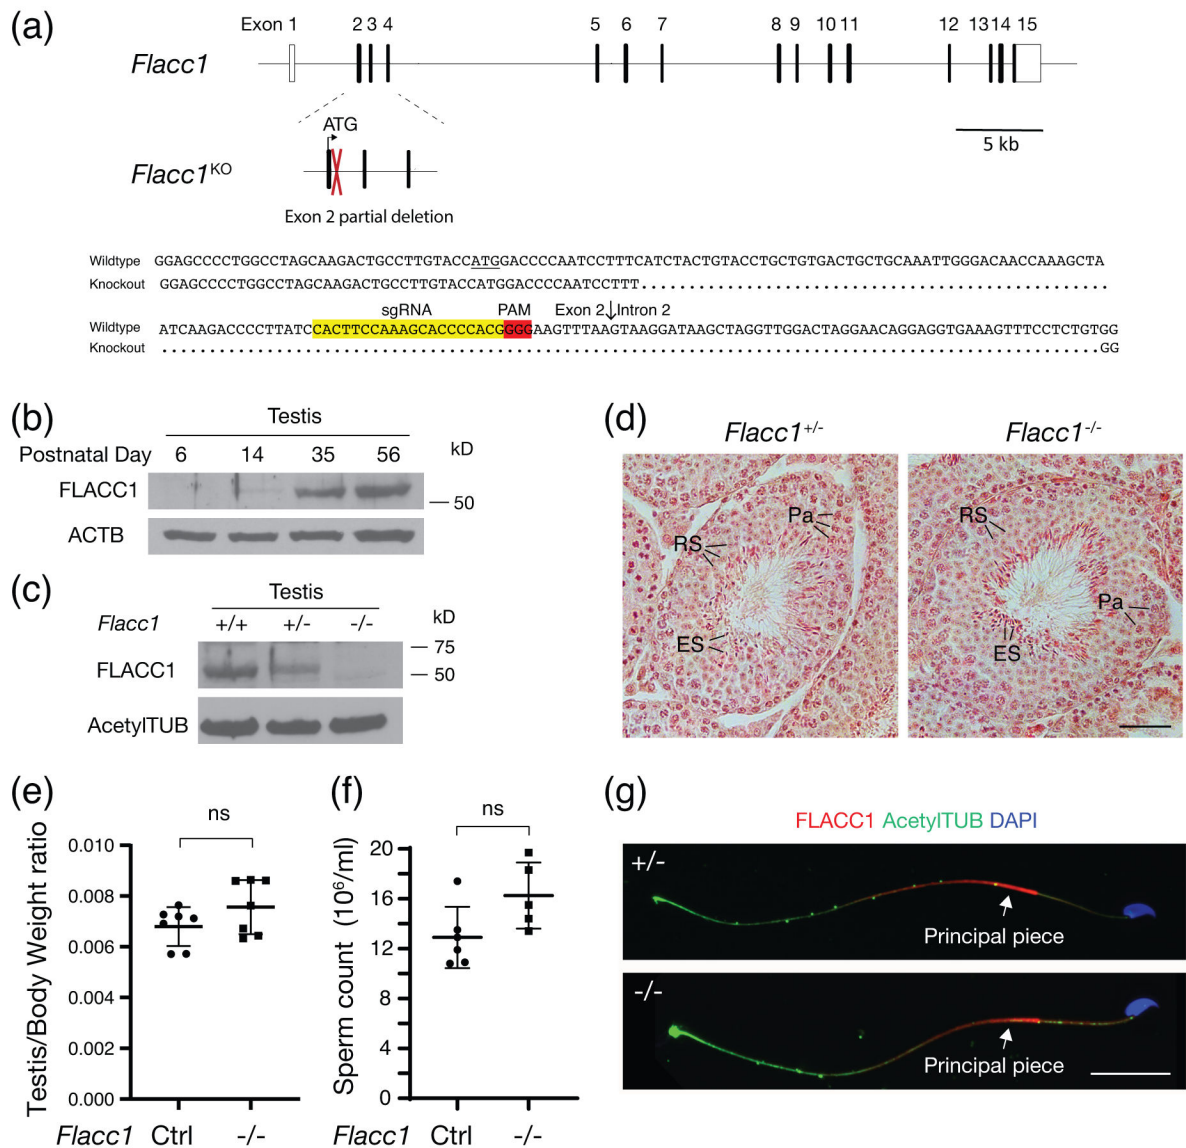 (a)
Exon 1 2 3 4 5 6 7 8 9 10 11 12 13 14 15
Flacc1
ATG
5 kb
Flacc1KO
Exon 2 partial deletion
Wildtype GGAGCCCCTGGCCTAGCAAGACTGCCTTGTACCATGGACCCCAATCCTTTCATCTACTGTACCTGCTGTGACTGCTGCAAATTGGGACAACCAAAGCTA
Knockout GGAGCCCCTGGCCTAGCAAGACTGCCTTGTACCATGGACCCCAATCCTTT
sgRNA PAM Exon 2 Intron 2
Wildtype ATCAAGACCCCTTATCCACTTCCAAAGCACCCCACGGGGAAGTTTAAGTAAGGATAAGCTAGGTTGGACTAGGAACAGGAGGTGAAAGTTTCCTCTGTGG
Knockout GG
(b)
Testis
Postnatal Day 6 14 35 56 kD
FLACC1
50
ACTB
(c)
Testis
Flacc1 +/+ +/- -/- kD
75
FLACC1
50
AcetylTUB
(d)
Flacc1+/- Flacc1-/-
Pa
RS
ES
RS
Pa
ES
(e)
ns
Testis/Body Weight ratio
0.010
0.008
0.006
0.004
0.002
0.000
Flacc1 Ctrl -/-
(f)
ns
Sperm count (10⁶/ml)
20
16
12
8
4
0
Flacc1 Ctrl -/-
(g)
FLACC1 AcetylTUB DAPI
+/-
Principal piece
-/-
Principal piece